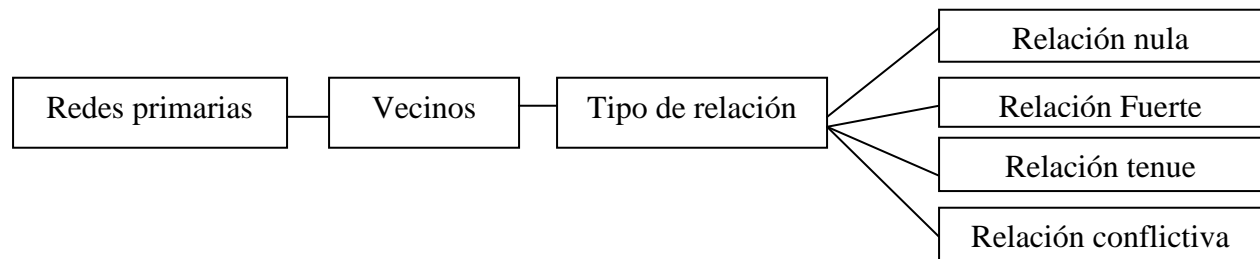 Relación nula
Redes primarias
Vecinos
Tipo de relación
Relación Fuerte
Relación tenue
Relación conflictiva